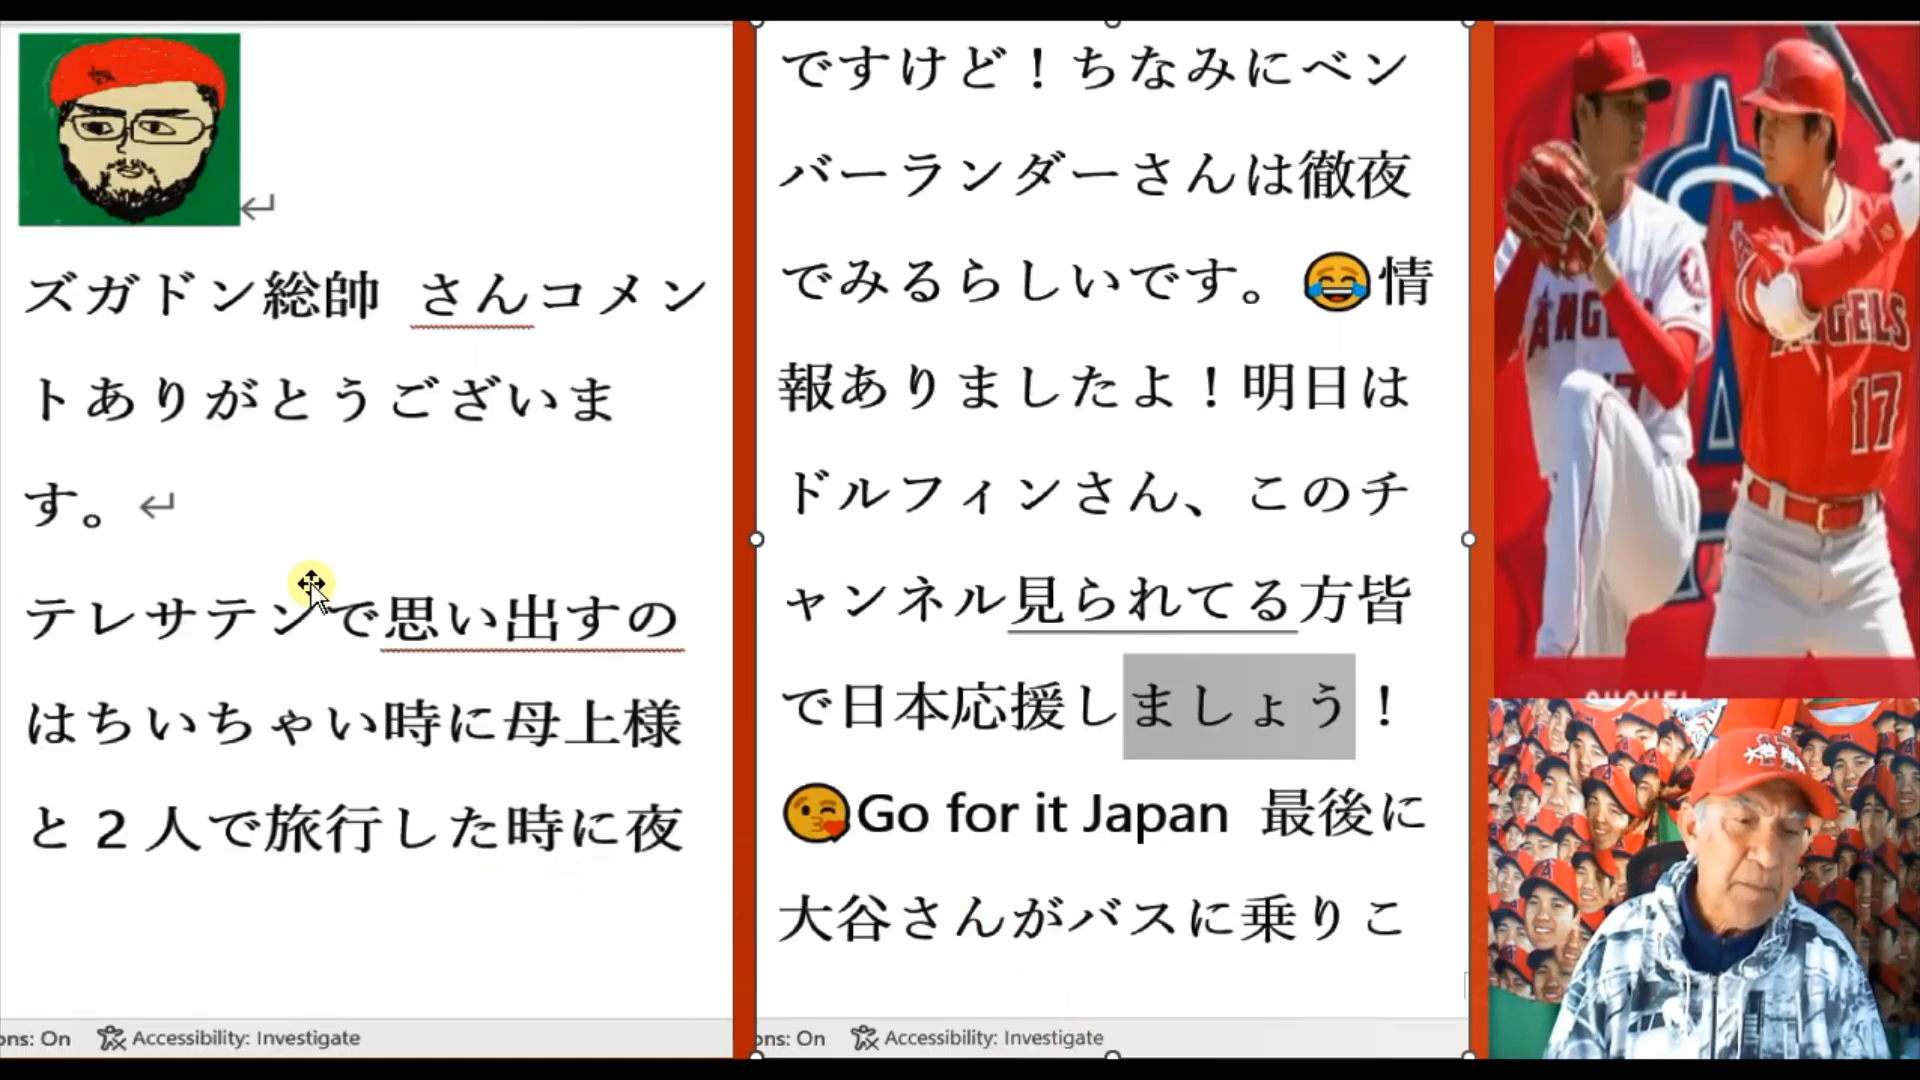 ズガドン総帥 さんコメン
トありがとうございま
す。
テレサテンで思い出すの
はちいちゃい時に母上様
と２人で旅行した時に夜
ons: On Accessibility: Investigate
ですけど！ちなみにベン
バーランダーさんは徹夜
でみるらしいです。😂情
報ありましたよ！明日は
ドルフィンさん、このチ
ャンネル見られてる方皆
で日本応援しましょう！
😘Go for it Japan 最後に
大谷さんがバスに乗りこ
ons: On Accessibility: Investigate
ANGELS
17